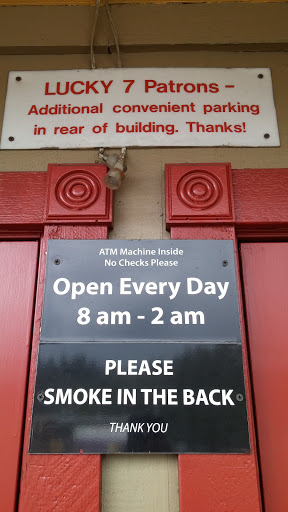 LUCKY 7 Patrons –
Additional convenient parking
in rear of building. Thanks!
ATM Machine Inside
No Checks Please
Open Every Day
8 am - 2 am
PLEASE
SMOKE IN THE BACK
THANK YOU